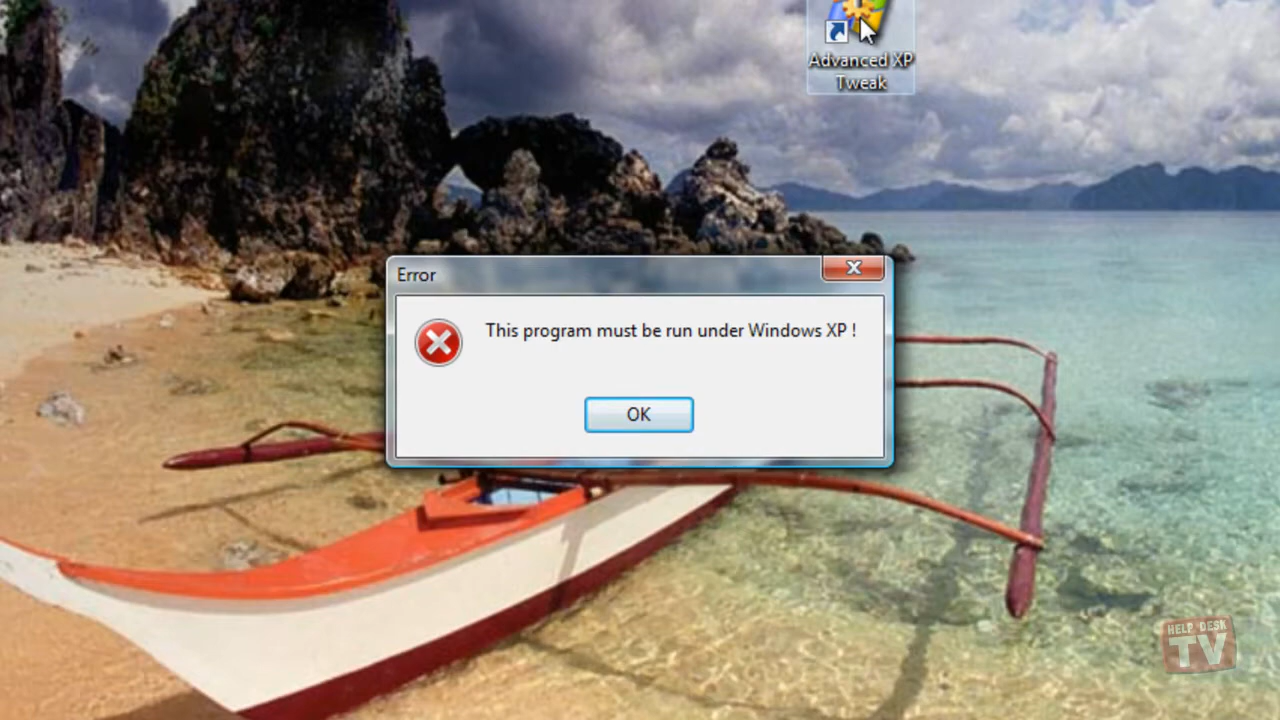 Advanced XP
Tweak
Error
This program must be run under Windows XP !
OK
HELP DESK
TV